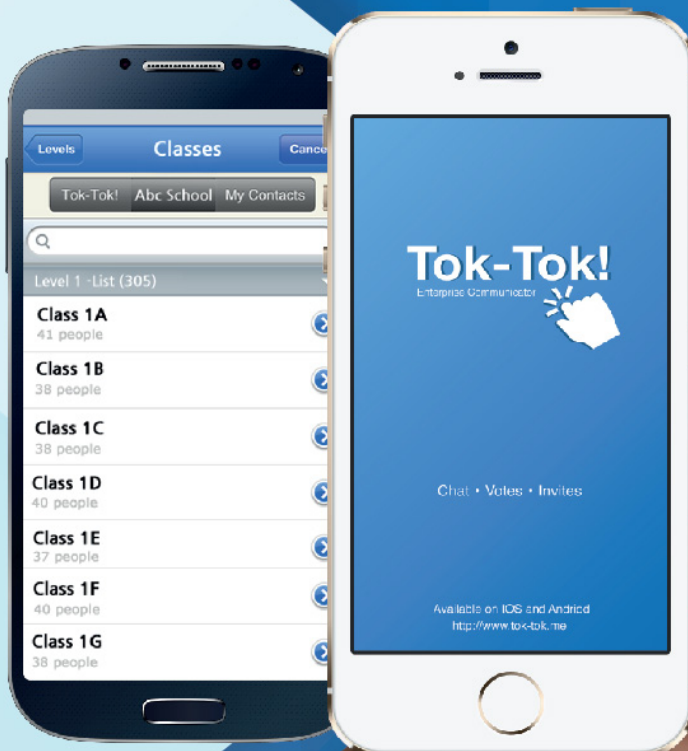 Levels
Classes
Cance
Tok-Tok!
Abc School
My Contacts
Level 1 -List (305)
Class 1A
41 people
Class 1B
38 people
Class 1C
38 people
Class 1D
40 people
Class 1E
37 people
Class 1F
40 people
Class 1G
38 people
Tok-Tok!
Enterprise Communicator
Chat • Votes • Invites
Available on IOS and Andriod
http://www.tok-tok.me